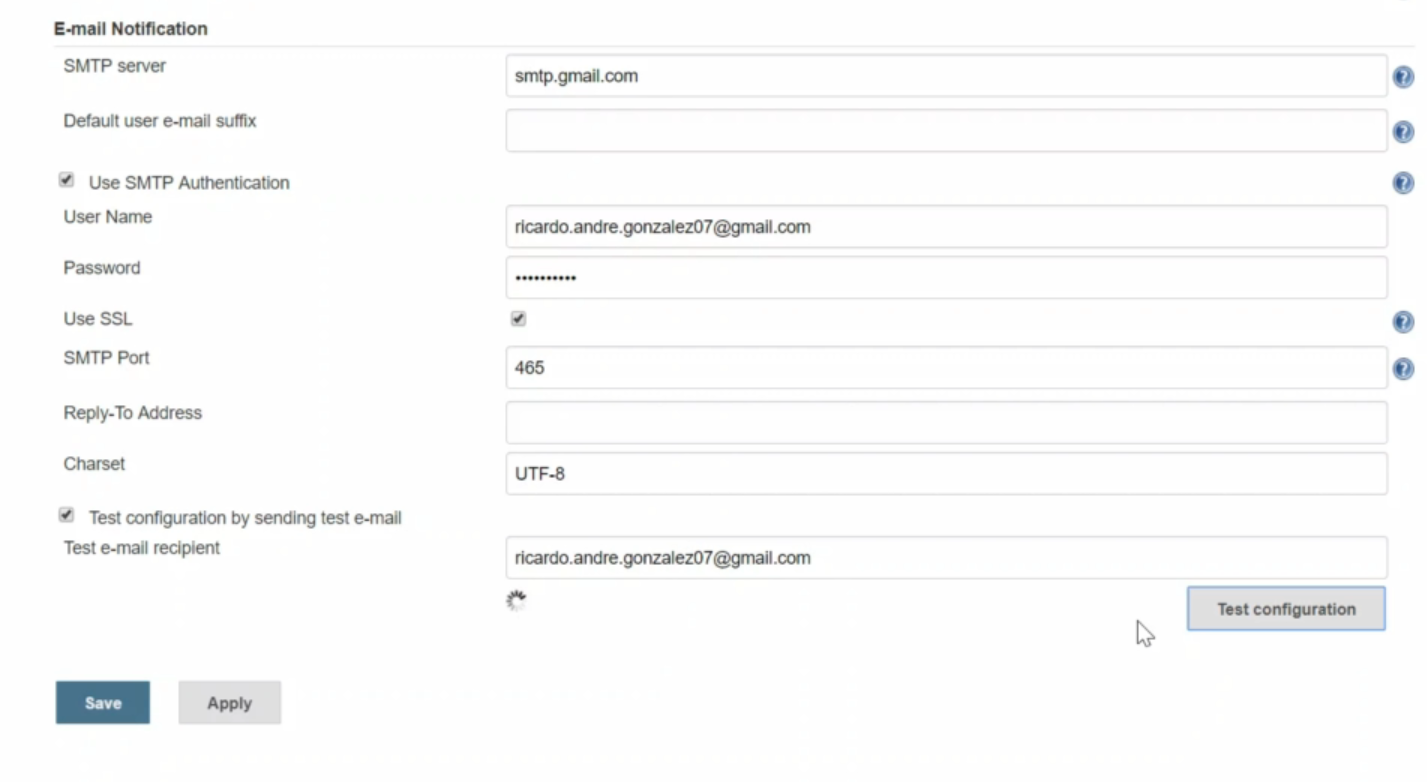 E-mail Notification
SMTP server
smtp.gmail.com
Default user e-mail suffix
Use SMTP Authentication
User Name
ricardo.andre.gonzalez07@gmail.com
Password
••••••••••
Use SSL
SMTP Port
465
Reply-To Address
Charset
UTF-8
Test configuration by sending test e-mail
Test e-mail recipient
ricardo.andre.gonzalez07@gmail.com
Test configuration
Save
Apply